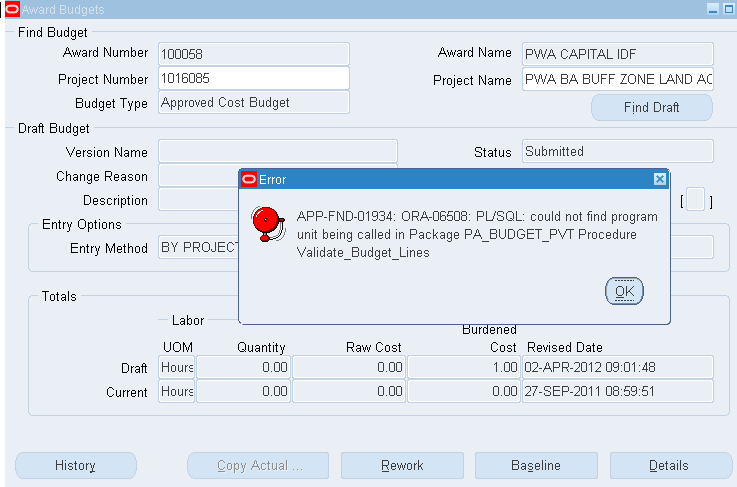 Award Budgets
Find Budget
Award Number 100058 Award Name PWA CAPITAL IDF
Project Number 1016085 Project Name PWA BA BUFF ZONE LAND AC
Budget Type Approved Cost Budget Find Draft
Draft Budget
Version Name Status Submitted
Change Reason
Description [ ]
Entry Options
Entry Method BY PROJECT
Error
APP-FND-01934: ORA-06508: PL/SQL: could not find program
unit being called in Package PA_BUDGET_PVT Procedure
Validate_Budget_Lines
OK
Totals
Labor Burdened
UOM Quantity Raw Cost Cost Revised Date
Draft Hours 0.00 0.00 1.00 02-APR-2012 09:01:48
Current Hours 0.00 0.00 0.00 27-SEP-2011 08:59:51
History Copy Actual ... Rework Baseline Details